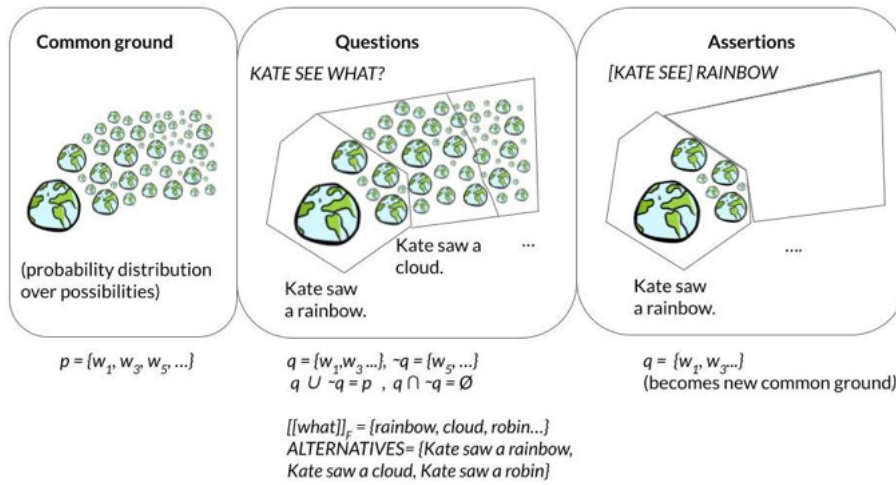 Common ground
(probability distribution
over possibilities)
p = {w₁, w₃, w₅, ...}
Questions
KATE SEE WHAT?
Kate saw a
cloud.
...
Kate saw
a rainbow.
q = {w₁,w₃ ...}, ~q = {w₅, ...}
q ∪ ~q = p , q ∩ ~q = Ø
[[what]]F = {rainbow, cloud, robin...}
ALTERNATIVES= {Kate saw a rainbow,
Kate saw a cloud, Kate saw a robin}
Assertions
[KATE SEE] RAINBOW
....
Kate saw
a rainbow.
q = {w₁, w₃...}
(becomes new common ground)